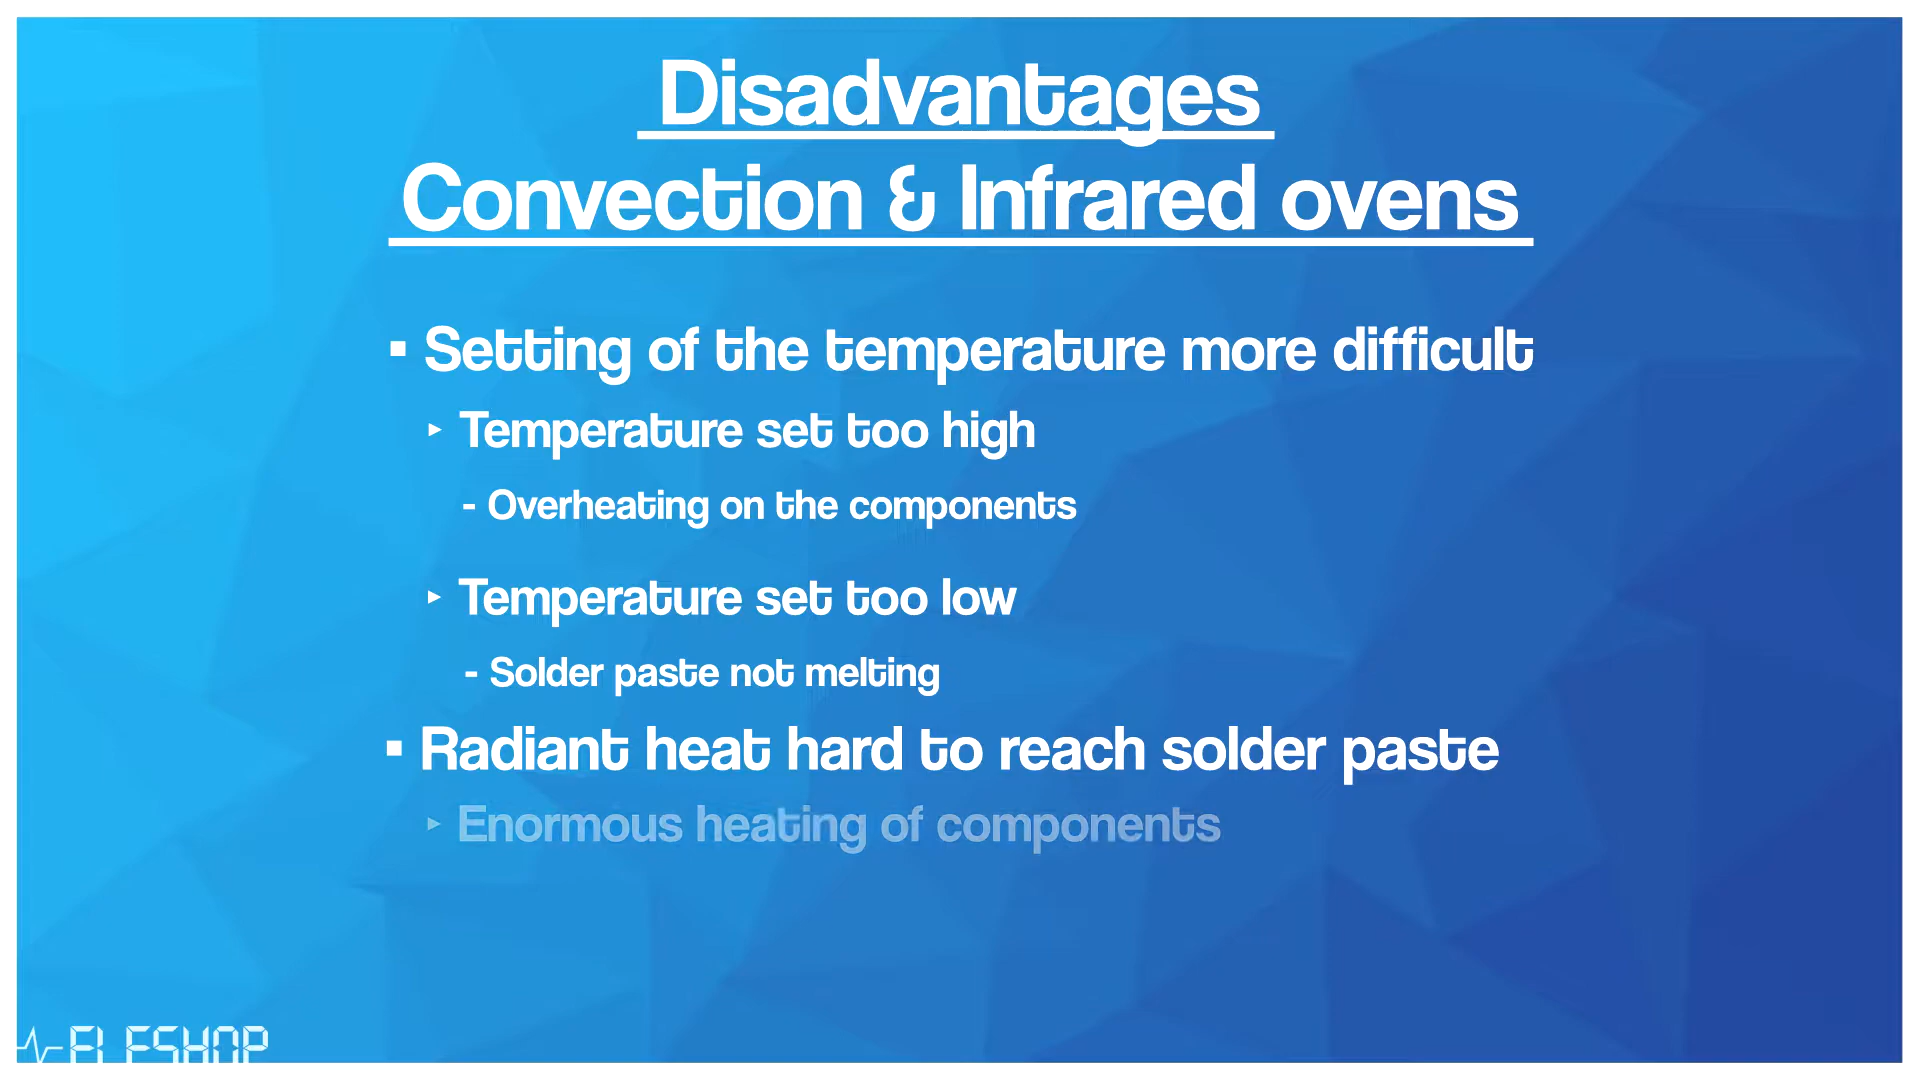 Disadvantages
Convection & Infrared ovens
▪ Setting of the temperature more difficult
▸ Temperature set too high
- Overheating on the components
▸ Temperature set too low
- Solder paste not melting
▪ Radiant heat hard to reach solder paste
▸ Enormous heating of components
ELESHOP